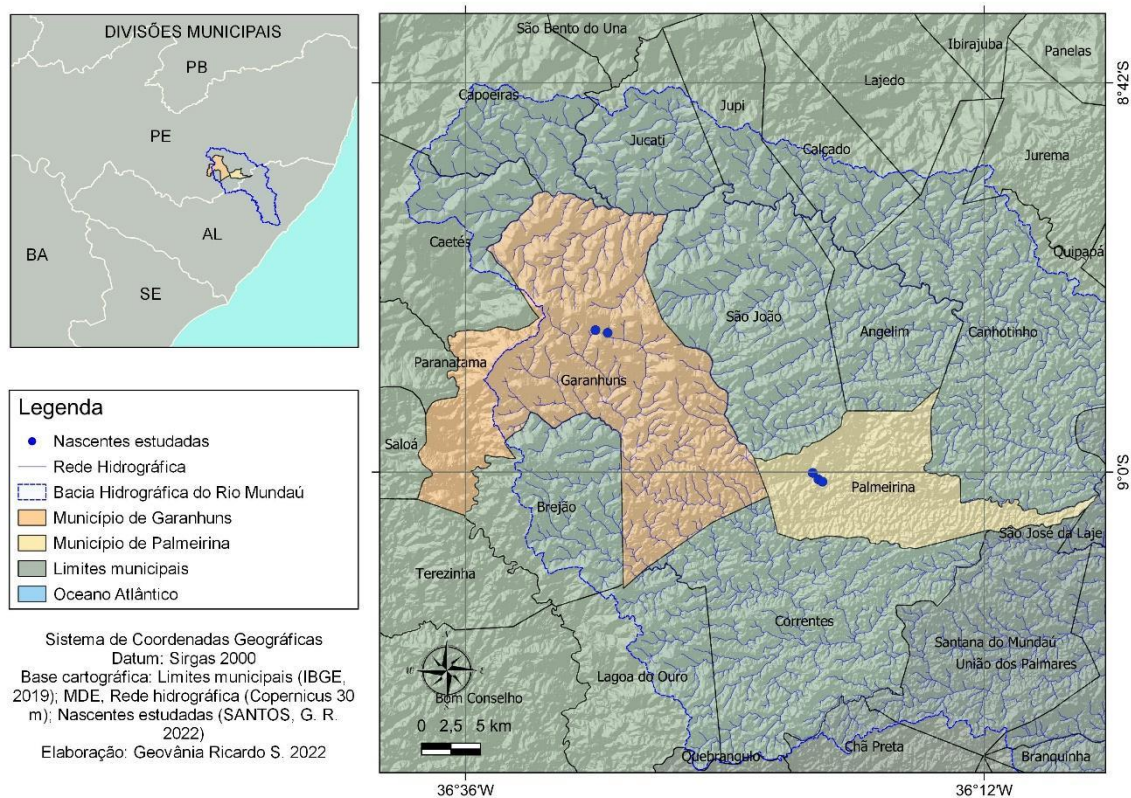 DIVISÕES MUNICIPAIS
PB
PE
AL
BA
SE
Legenda
Nascentes estudadas
Rede Hidrográfica
Bacia Hidrográfica do Rio Mundaú
Município de Garanhuns
Município de Palmeirina
Limites municipais
Oceano Atlântico
Sistema de Coordenadas Geográficas
Datum: Sirgas 2000
Base cartográfica: Limites municipais (IBGE,
2019); MDE, Rede hidrográfica (Copernicus 30
m); Nascentes estudadas (SANTOS, G. R.
2022)
Elaboração: Geovânia Ricardo S. 2022
São Bento do Una
Ibirajuba
Panelas
Lajedo
8°42'S
Capoeiras
Jupi
Jucati
Calçado
Jurema
Caetés
Quipapá
São João
Angelim
Canhotinho
Paranatama
Garanhuns
Saloá
9°0'S
Palmeirina
Brejão
São José da Laje
Terezinha
Correntes
Santana do Mundaú
União dos Palmares
Lagoa do Ouro
Bom Conselho
0 2,5 5 km
Quebrangulo
Chã Preta
Branquinha
36°36'W
36°12'W